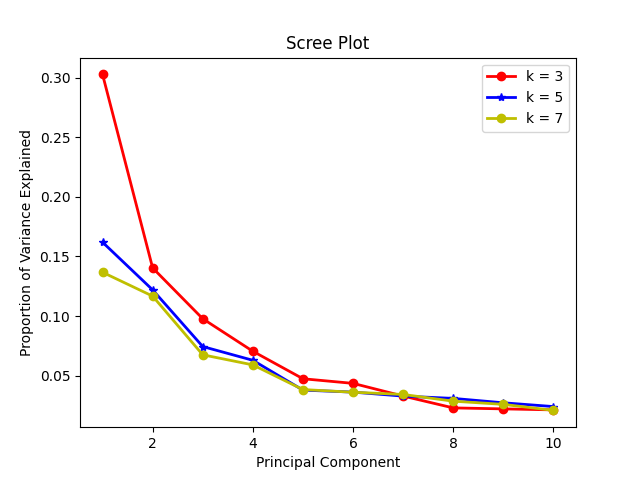 Scree Plot
k = 3
k = 5
k = 7
0.30
0.25
0.20
0.15
0.10
0.05
Proportion of Variance Explained
2 4 6 8 10
Principal Component